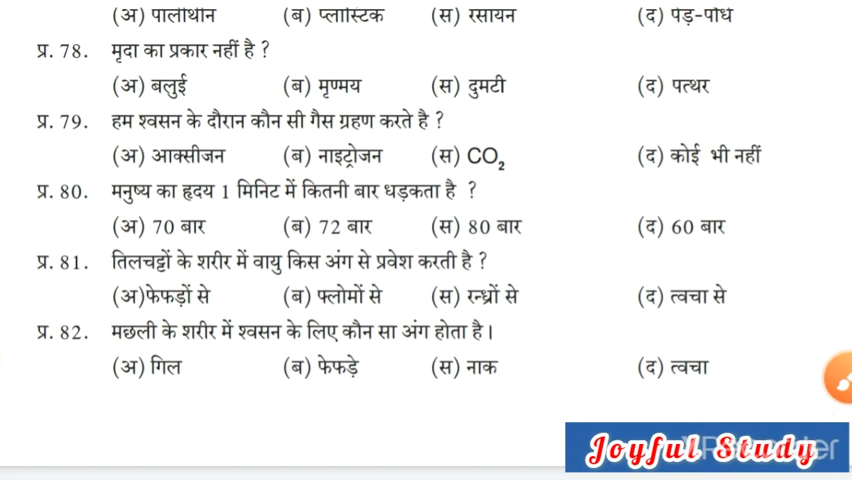 (अ) पालीथीन (ब) प्लास्टिक (स) रसायन (द) पेड़-पौधे
प्र. 78. मृदा का प्रकार नहीं है ?
(अ) बलुई (ब) मृण्मय (स) दुमटी (द) पत्थर
प्र. 79. हम श्वसन के दौरान कौन सी गैस ग्रहण करते है ?
(अ) आक्सीजन (ब) नाइट्रोजन (स) CO₂ (द) कोई भी नहीं
प्र. 80. मनुष्य का हृदय 1 मिनिट में कितनी बार धड़कता है ?
(अ) 70 बार (ब) 72 बार (स) 80 बार (द) 60 बार
प्र. 81. तिलचट्टों के शरीर में वायु किस अंग से प्रवेश करती है ?
(अ)फेफड़ों से (ब) फ्लोमों से (स) रन्ध्रों से (द) त्वचा से
प्र. 82. मछली के शरीर में श्वसन के लिए कौन सा अंग होता है।
(अ) गिल (ब) फेफड़े (स) नाक (द) त्वचा
Joyful Study